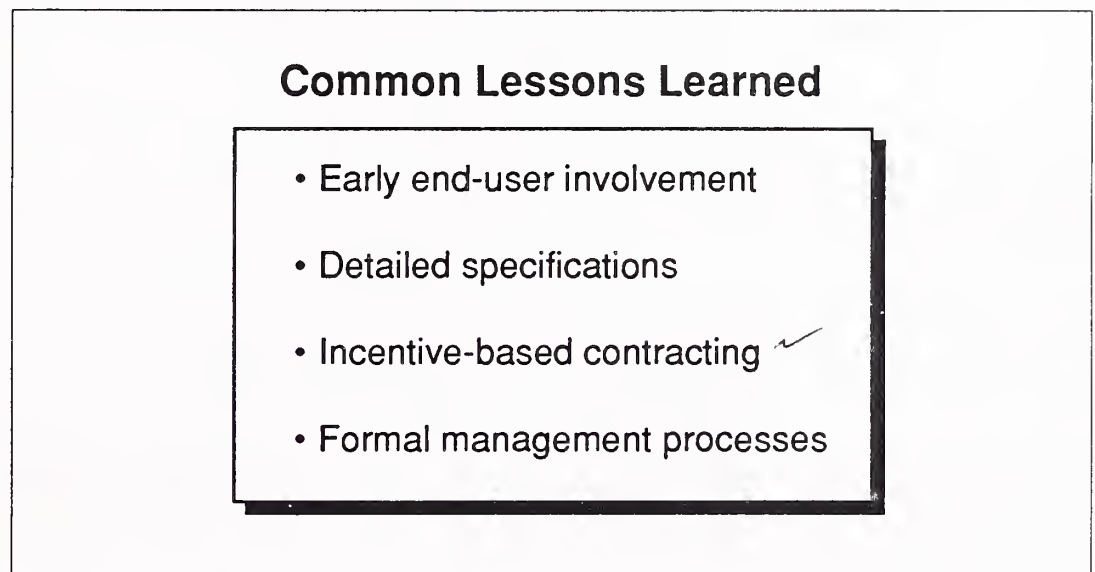 Common Lessons Learned
• Early end-user involvement
• Detailed specifications
• Incentive-based contracting ✓
• Formal management processes